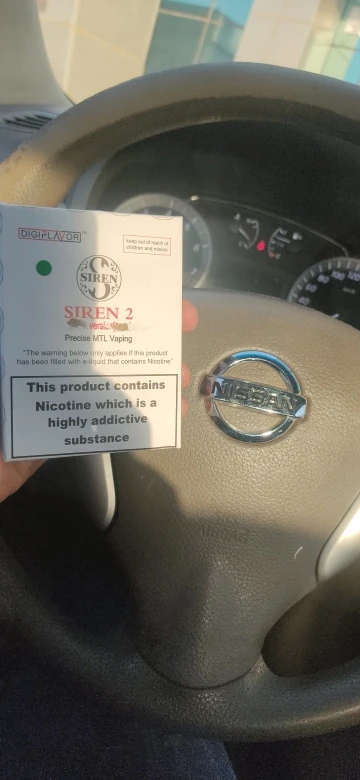 DIGIFLAVOR™
keep out of reach of
children and minors
S
SIREN
SIREN 2
Precise MTL Vaping
"The warning below only applies if this product
has been filled with e-liquid that contains Nicotine"
This product contains
Nicotine which is a
highly addictive
substance
NISSAN
AIRBAG